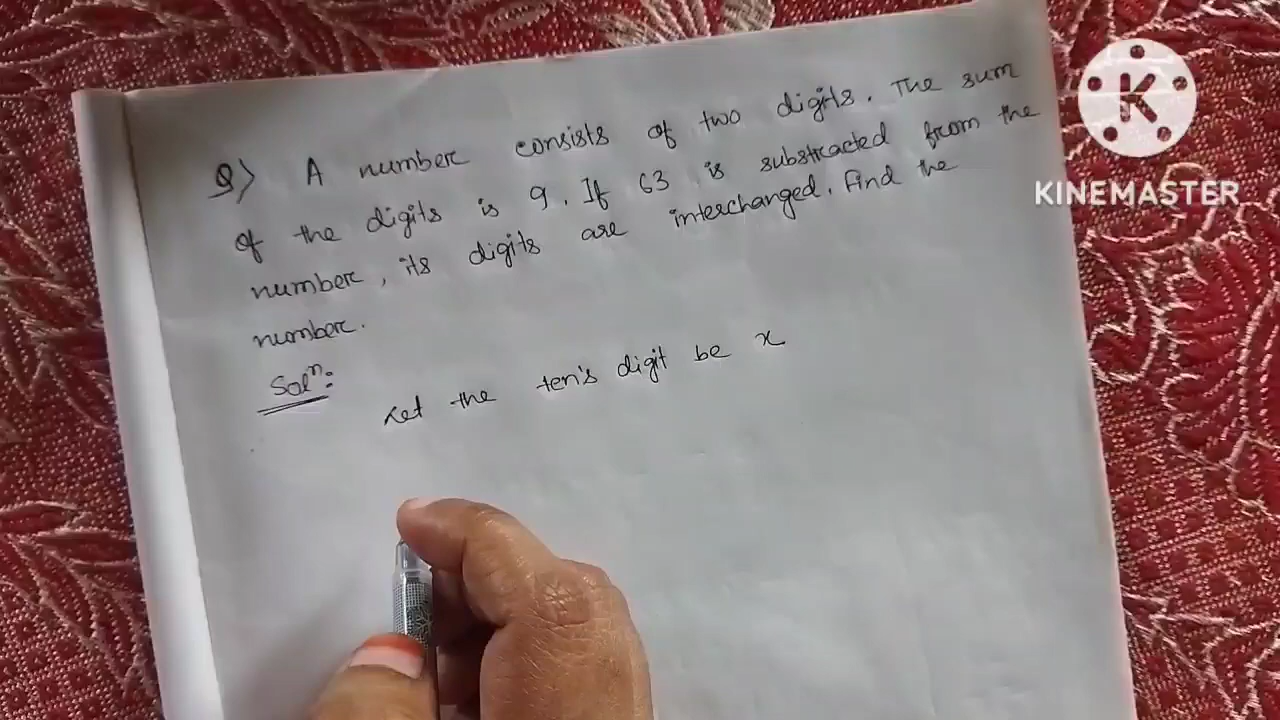 Q) A number consists of two digits. The sum
of the digits is 9. If 63 is substracted from the
number, its digits are interchanged. Find the
number.
Solⁿ:
Let the ten's digit be x
K
KINEMASTER